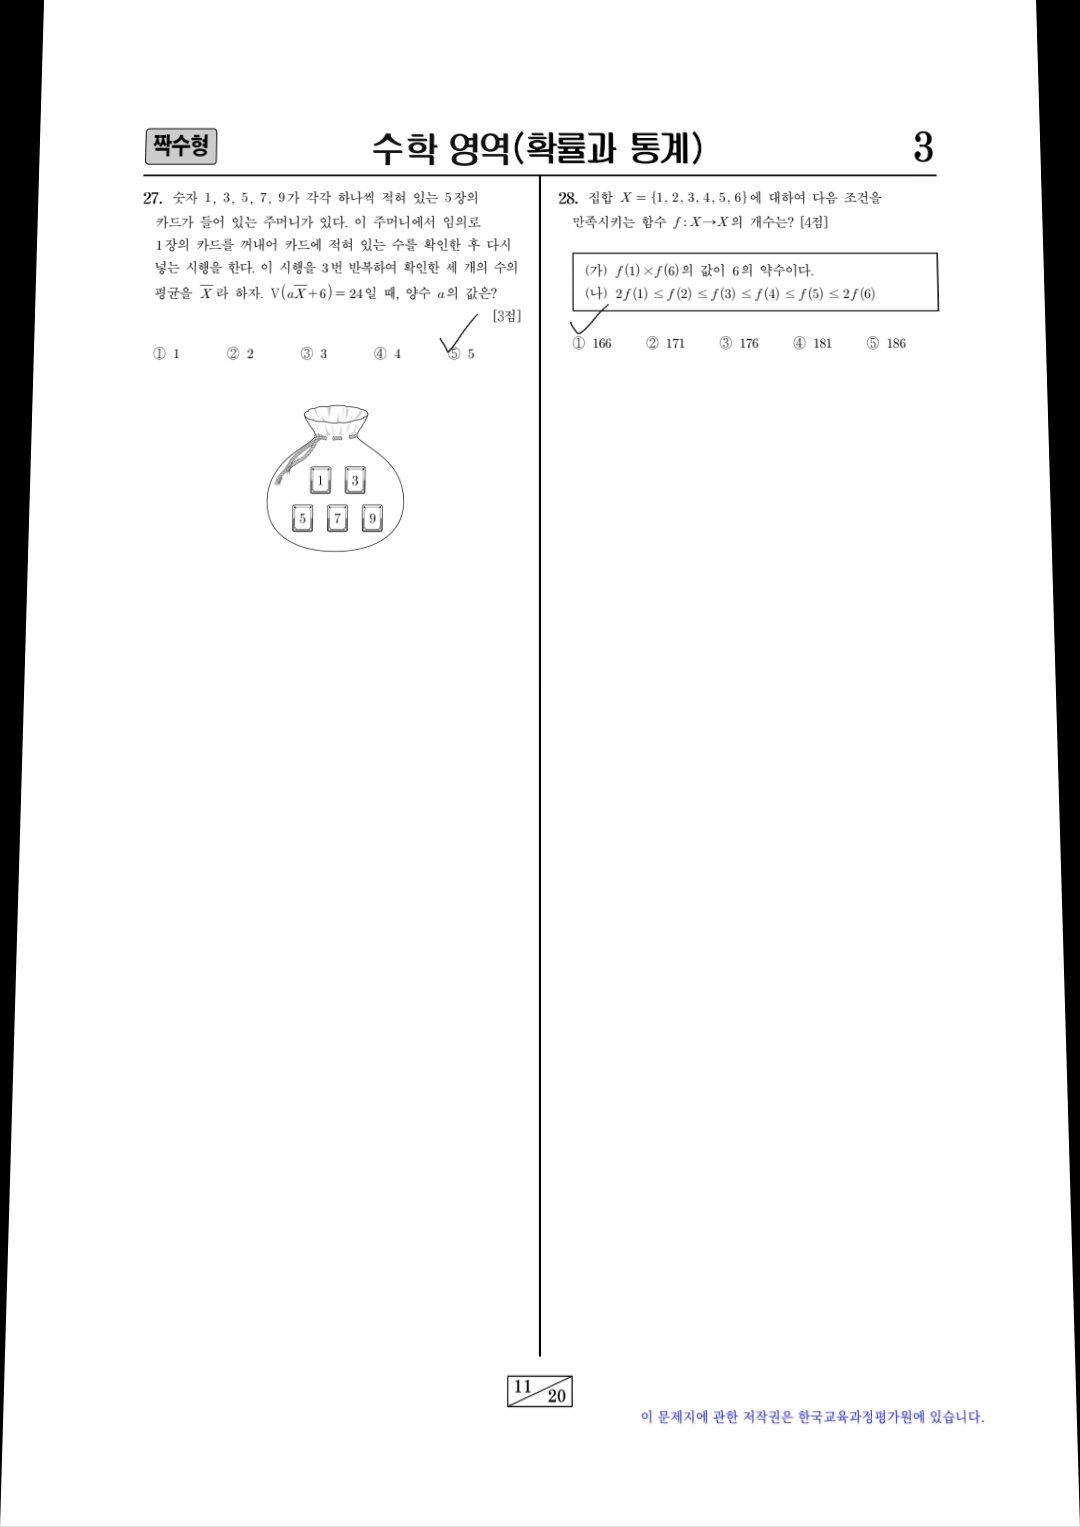 짝수형
수학 영역(확률과 통계)
3
27. 숫자 1, 3, 5, 7, 9가 각각 하나씩 적혀 있는 5장의
카드가 들어 있는 주머니가 있다. 이 주머니에서 임의로
1장의 카드를 꺼내어 카드에 적혀 있는 수를 확인한 후 다시
넣는 시행을 한다. 이 시행을 3번 반복하여 확인한 세 개의 수의
평균을 X̅라 하자. V(aX̅+6)=24일 때, 양수 a의 값은?
[3점]
① 1 ② 2 ③ 3 ④ 4 ⑤ 5
1 3
5 7 9
28. 집합 X = {1, 2, 3, 4, 5, 6}에 대하여 다음 조건을
만족시키는 함수 f : X→X의 개수는? [4점]
(가) f(1)×f(6)의 값이 6의 약수이다.
(나) 2f(1) ≤ f(2) ≤ f(3) ≤ f(4) ≤ f(5) ≤ 2f(6)
① 166 ② 171 ③ 176 ④ 181 ⑤ 186
11
20
이 문제지에 관한 저작권은 한국교육과정평가원에 있습니다.